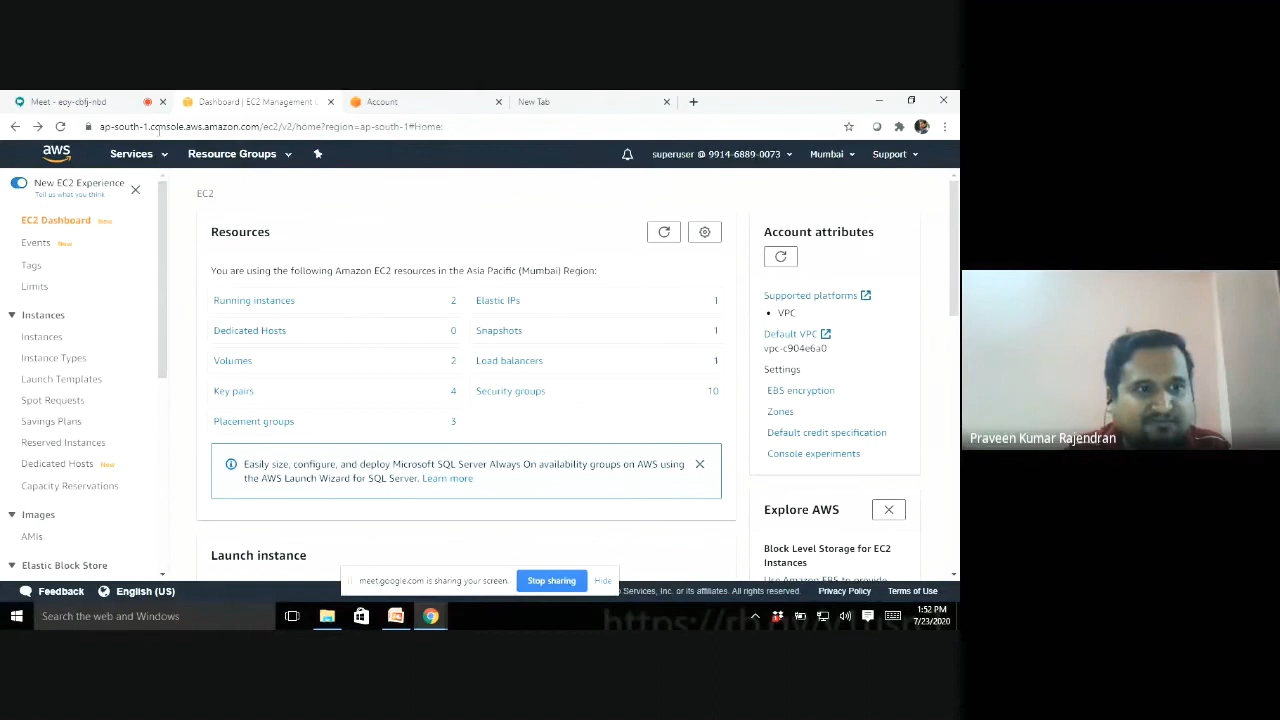 Meet - eoy-cbfj-nbd
Dashboard | EC2 Management
Account
New Tab
ap-south-1.console.aws.amazon.com/ec2/v2/home?region=ap-south-1#Home:
aws
Services
Resource Groups
superuser @ 9914-6889-0073
Mumbai
Support
New EC2 Experience
Tell us what you think
EC2 Dashboard New
Events New
Tags
Limits
Instances
Instances
Instance Types
Launch Templates
Spot Requests
Savings Plans
Reserved Instances
Dedicated Hosts New
Capacity Reservations
Images
AMIs
Elastic Block Store
EC2
Resources
You are using the following Amazon EC2 resources in the Asia Pacific (Mumbai) Region:
Running instances 2
Elastic IPs 1
Dedicated Hosts 0
Snapshots 1
Volumes 2
Load balancers 1
Key pairs 4
Security groups 10
Placement groups 3
Easily size, configure, and deploy Microsoft SQL Server Always On availability groups on AWS using
the AWS Launch Wizard for SQL Server. Learn more
Launch instance
Account attributes
Supported platforms
• VPC
Default VPC
vpc-c904e6a0
Settings
EBS encryption
Zones
Default credit specification
Console experiments
Explore AWS
Block Level Storage for EC2
Instances
Use Amazon EBS to provide
Praveen Kumar Rajendran
meet.google.com is sharing your screen.
Stop sharing
Hide
Feedback
English (US)
Services, Inc. or its affiliates. All rights reserved.
Privacy Policy
Terms of Use
Search the web and Windows
1:52 PM
7/23/2020